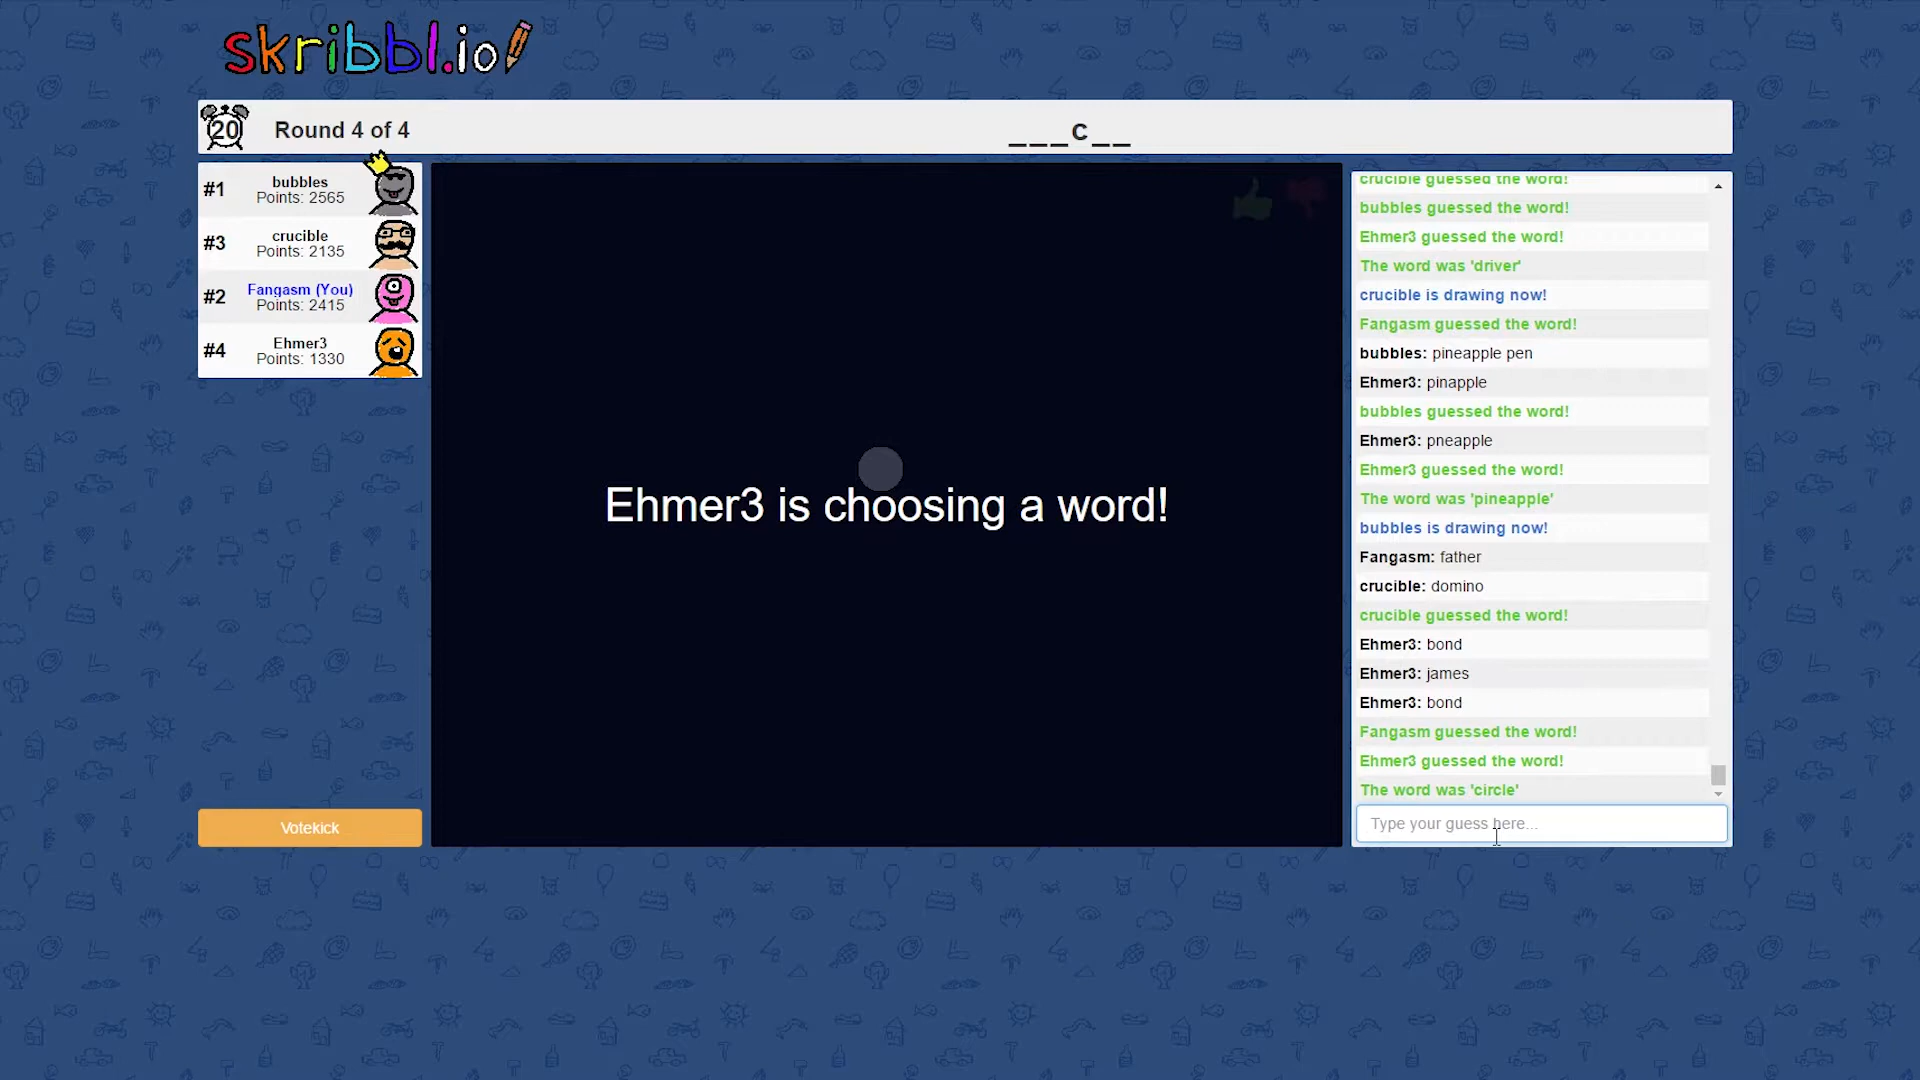 skribbl.io
20
Round 4 of 4
_ _ _ c _ _
#1
bubbles
Points: 2565
#3
crucible
Points: 2135
#2
Fangasm (You)
Points: 2415
#4
Ehmer3
Points: 1330
Votekick
Ehmer3 is choosing a word!
crucible guessed the word!
bubbles guessed the word!
Ehmer3 guessed the word!
The word was 'driver'
crucible is drawing now!
Fangasm guessed the word!
bubbles: pineapple pen
Ehmer3: pinapple
bubbles guessed the word!
Ehmer3: pneapple
Ehmer3 guessed the word!
The word was 'pineapple'
bubbles is drawing now!
Fangasm: father
crucible: domino
crucible guessed the word!
Ehmer3: bond
Ehmer3: james
Ehmer3: bond
Fangasm guessed the word!
Ehmer3 guessed the word!
The word was 'circle'
Type your guess here...